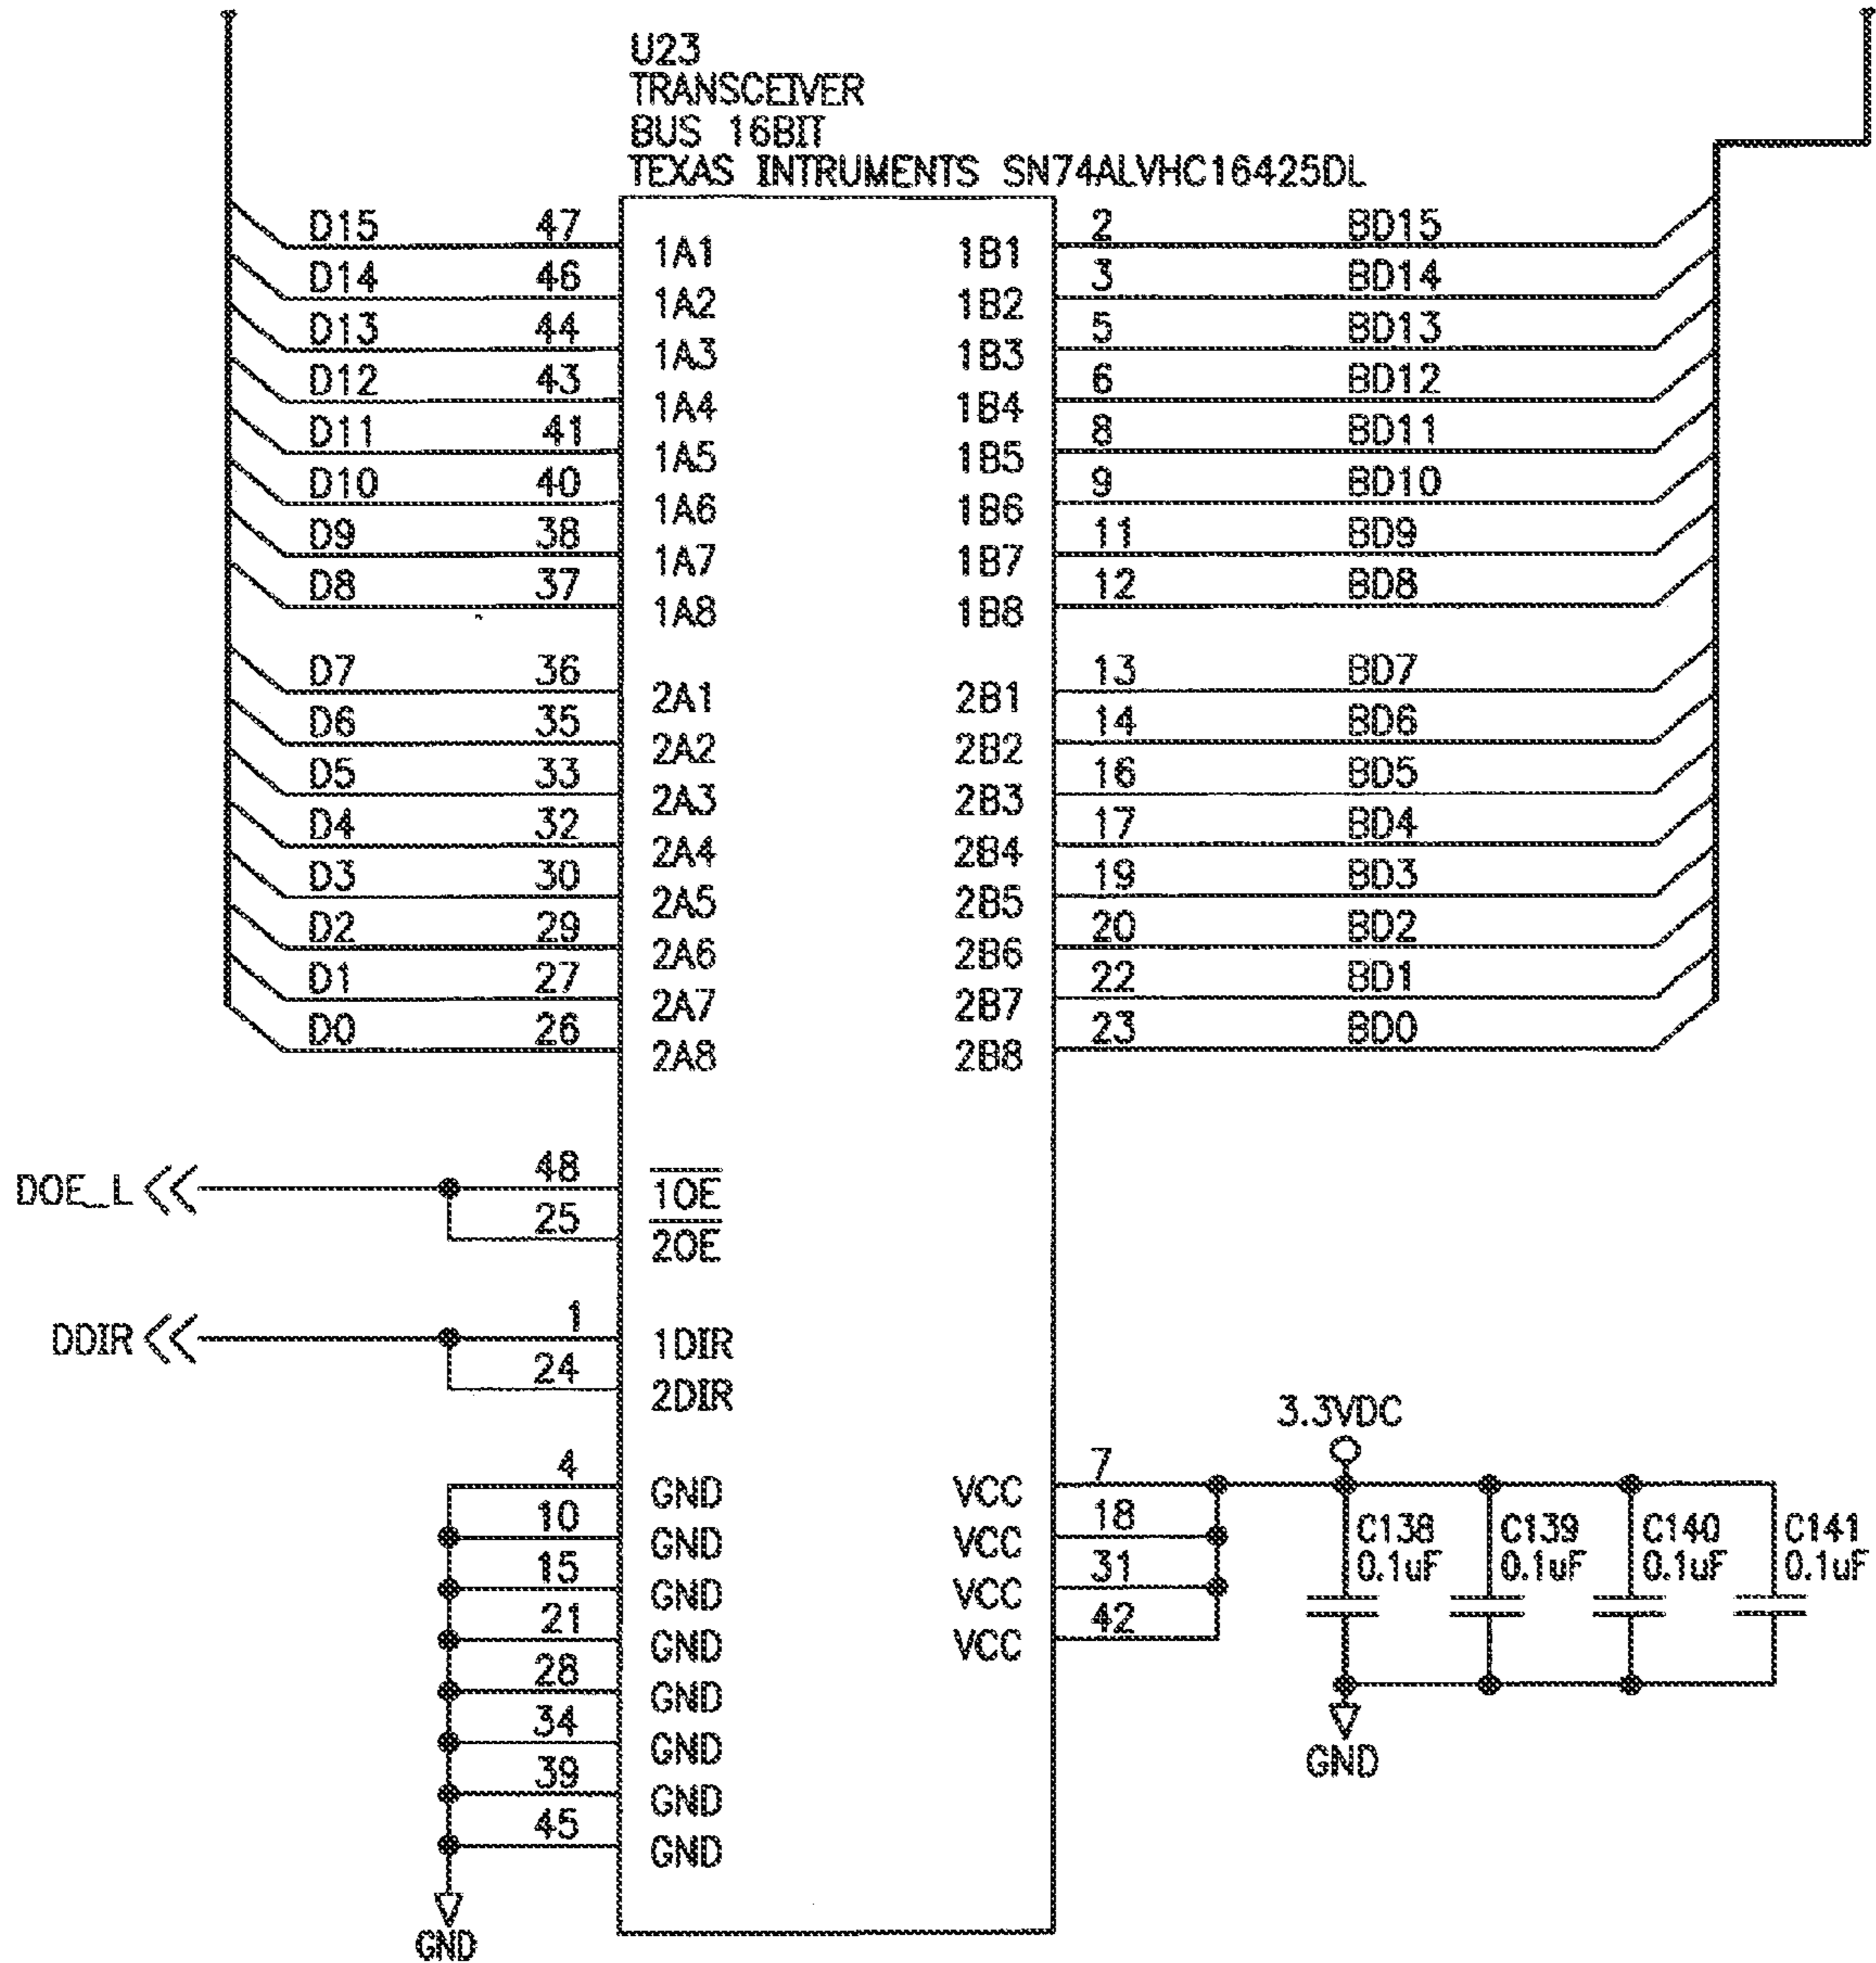 U23
TRANSCEIVER
BUS 16BIT
TEXAS INTRUMENTS SN74ALVHC16425DL
D15 47 1A1 1B1 2 BD15
D14 46 1A2 1B2 3 BD14
D13 44 1A3 1B3 5 BD13
D12 43 1A4 1B4 6 BD12
D11 41 1A5 1B5 8 BD11
D10 40 1A6 1B6 9 BD10
D9 38 1A7 1B7 11 BD9
D8 37 1A8 1B8 12 BD8
D7 36 2A1 2B1 13 BD7
D6 35 2A2 2B2 14 BD6
D5 33 2A3 2B3 16 BD5
D4 32 2A4 2B4 17 BD4
D3 30 2A5 2B5 19 BD3
D2 29 2A6 2B6 20 BD2
D1 27 2A7 2B7 22 BD1
D0 26 2A8 2B8 23 BD0
DOE_L 48 1OE
25 2OE
DDIR 1 1DIR
24 2DIR
3.3VDC
4 GND VCC 7
10 GND VCC 18
15 GND VCC 31
21 GND VCC 42
28 GND
34 GND
39 GND
45 GND
C138 C139 C140 C141
0.1uF 0.1uF 0.1uF 0.1uF
GND
GND